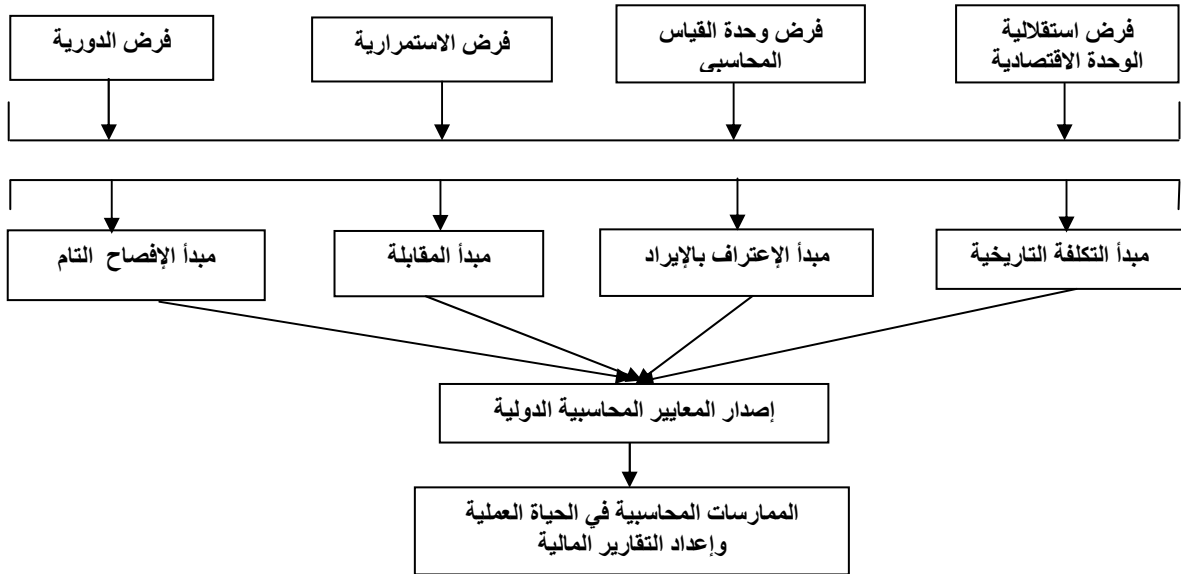 فرض استقلالية
الوحدة الاقتصادية
فرض وحدة القياس
المحاسبي
فرض الاستمرارية
فرض الدورية
مبدأ التكلفة التاريخية
مبدأ الإعتراف بالإيراد
مبدأ المقابلة
مبدأ الإفصاح التام
إصدار المعايير المحاسبية الدولية
الممارسات المحاسبية في الحياة العملية
وإعداد التقارير المالية